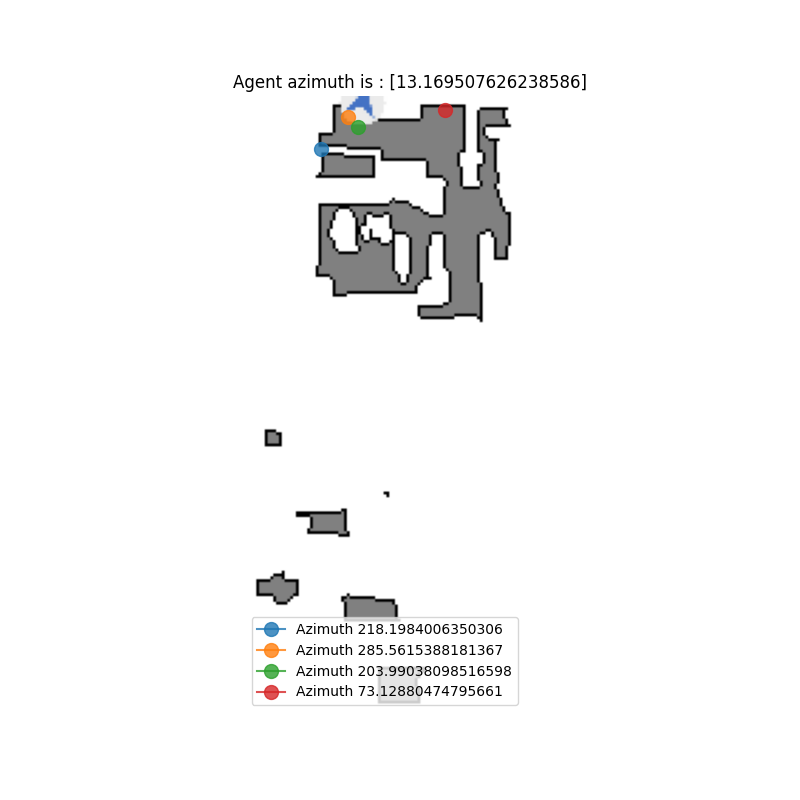 Agent azimuth is : [13.169507626238586]
Azimuth 218.1984006350306
Azimuth 285.5615388181367
Azimuth 203.99038098516598
Azimuth 73.12880474795661